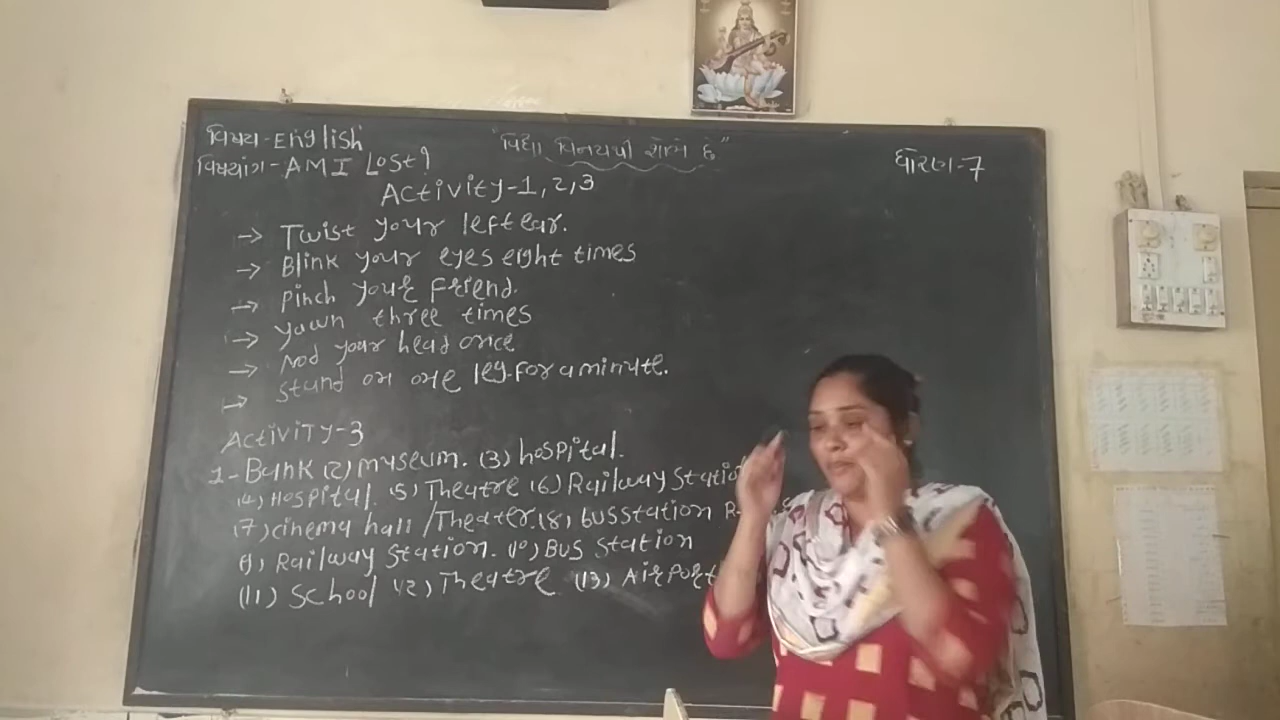 વિષય-English
"વિદ્યા વિનયથી શોભે છે"
ધોરણ-7
વિષયાંગ-AM I Lost?
Activity-1,2,3
→ Twist your left ear.
→ Blink your eyes eight times
→ Pinch your friend.
→ yawn three times
→ Nod your head once
→ Stand on one leg for a minute.
Activity-3
1-Bank (2) museum. (3) hospital.
(4) Hospital. (5) Theatre (6) Railway Statio
(7) cinema hall /Theater. (8) bus station
(9) Railway Station. (10) Bus Station
(11) School (12) Theatre (13) Airport